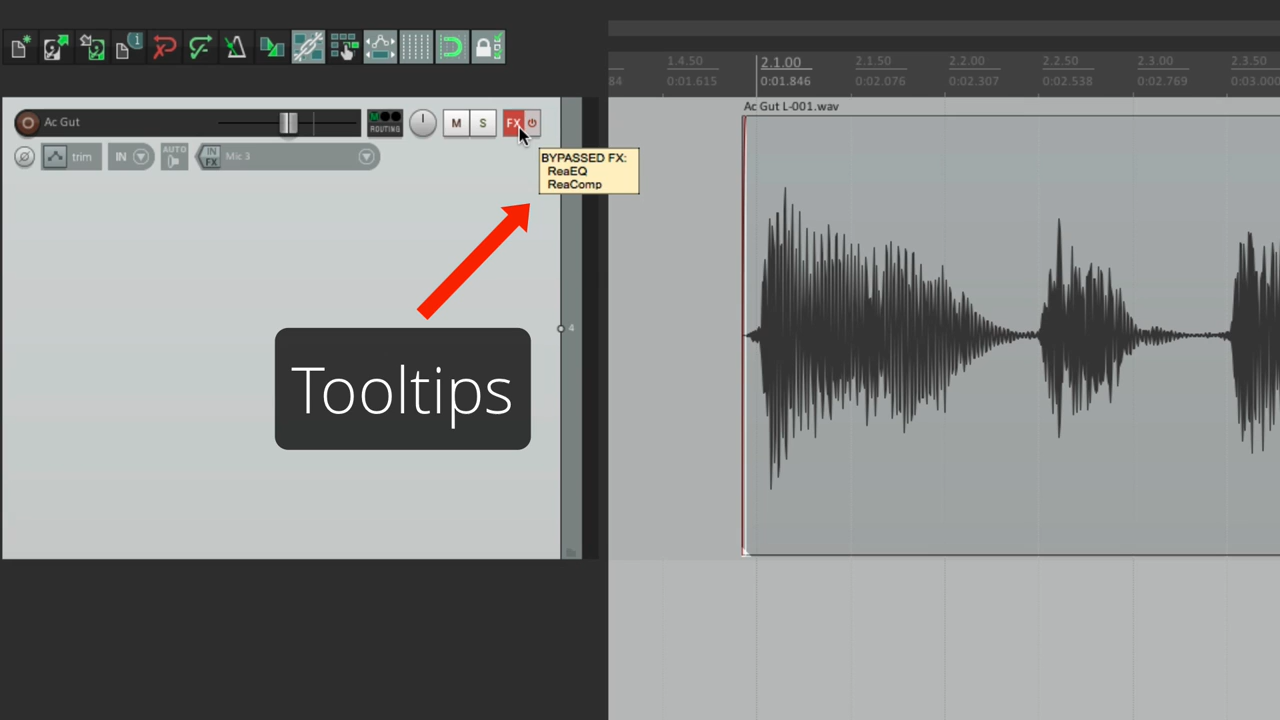 84 1.4.50 2.1.00 2.1.50 2.2.00 2.2.50 2.3.00 2.3.50
0:01.615 0:01.846 0:02.076 0:02.307 0:02.538 0:02.769 0:03.000
Ac Gut L-001.wav
Ac Gut
M
ROUTING
M S FX
trim IN AUTO IN FX Mic 3
BYPASSED FX:
ReaEQ
ReaComp
4
Tooltips